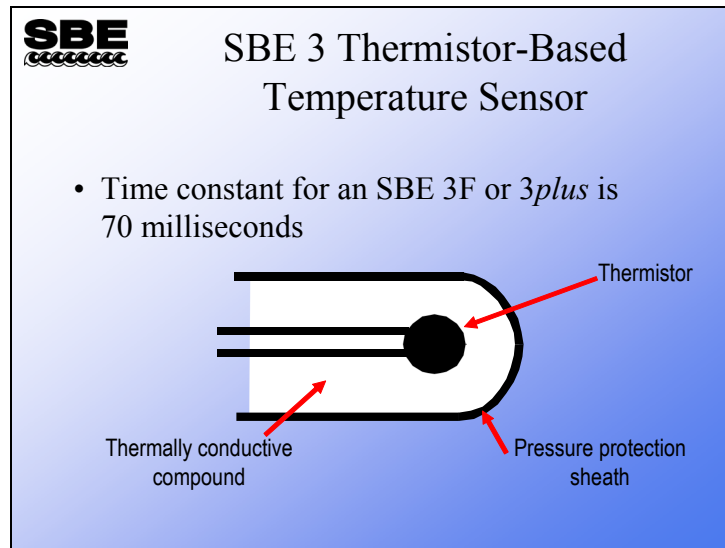 SBE
SBE 3 Thermistor-Based
Temperature Sensor
• Time constant for an SBE 3F or 3plus is
70 milliseconds
Thermistor
Thermally conductive
compound
Pressure protection
sheath